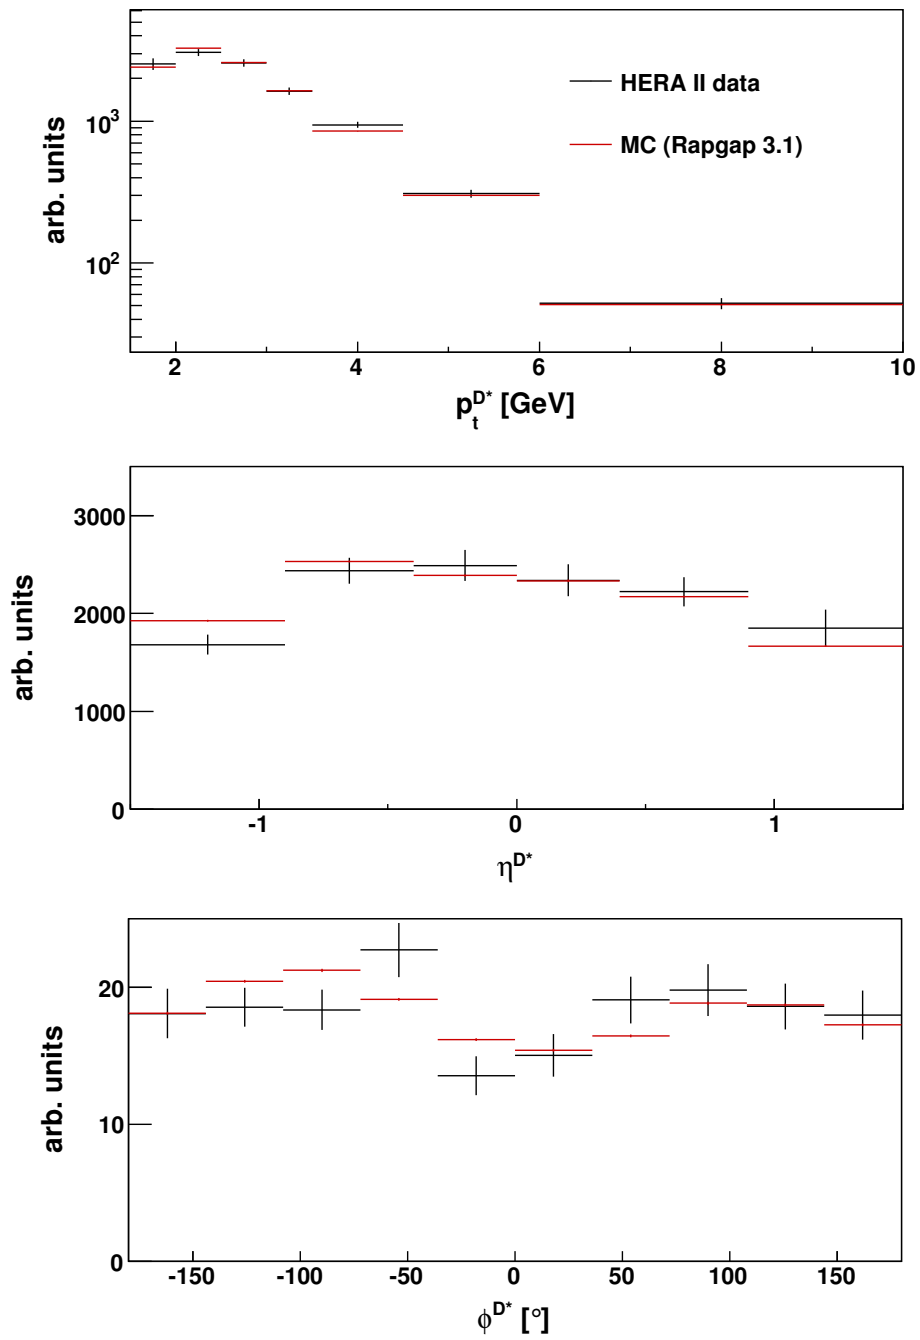 HERA II data
MC (Rapgap 3.1)
arb. units
10³
10²
2 4 6 8 10
p_t^D* [GeV]
3000
2000
1000
0
arb. units
-1 0 1
η^D*
20
10
0
arb. units
-150 -100 -50 0 50 100 150
ϕ^D* [°]